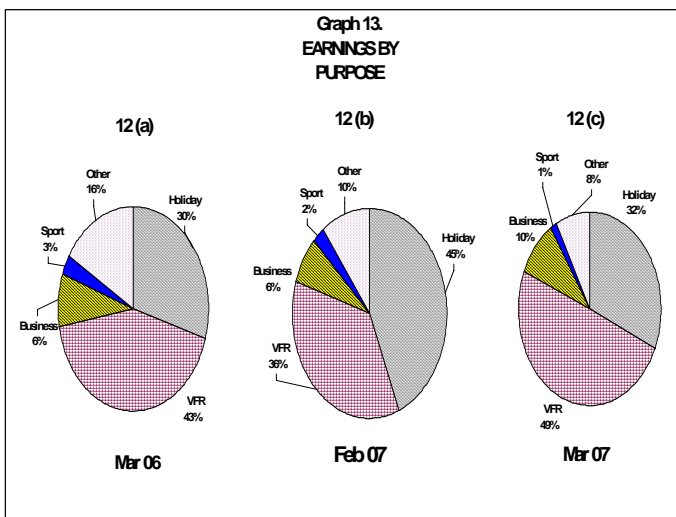 Graph 13.
EARNINGS BY
PURPOSE
12 (a)
Other
16%
Holiday
30%
Sport
3%
Business
6%
VFR
43%
Mar 06
12 (b)
Sport
2%
Other
10%
Holiday
45%
Business
6%
VFR
36%
Feb 07
12 (c)
Sport
1%
Other
8%
Holiday
32%
Business
10%
VFR
49%
Mar 07